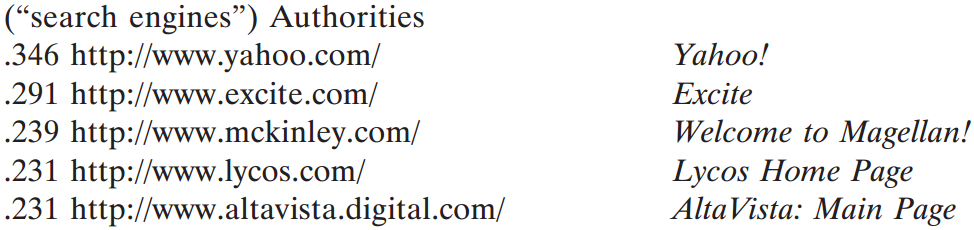 (“search engines”) Authorities
.346 http://www.yahoo.com/ Yahoo!
.291 http://www.excite.com/ Excite
.239 http://www.mckinley.com/ Welcome to Magellan!
.231 http://www.lycos.com/ Lycos Home Page
.231 http://www.altavista.digital.com/ AltaVista: Main Page